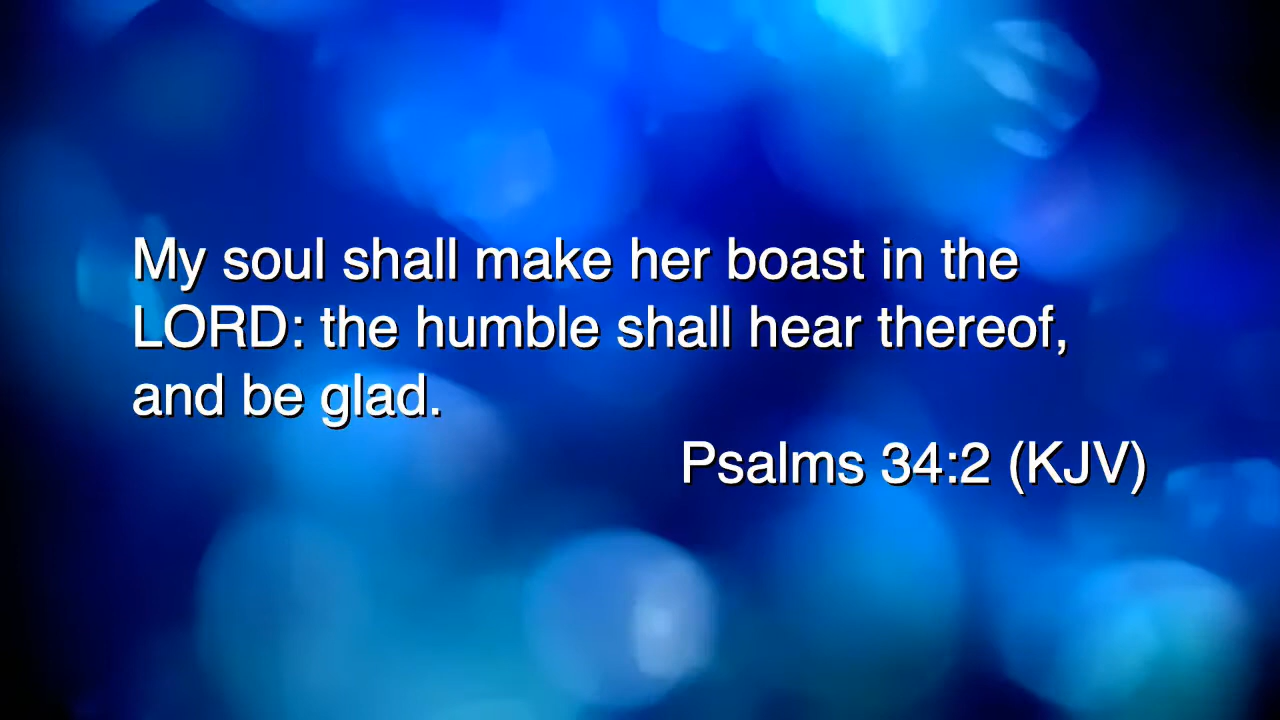 My soul shall make her boast in the
LORD: the humble shall hear thereof,
and be glad.
Psalms 34:2 (KJV)